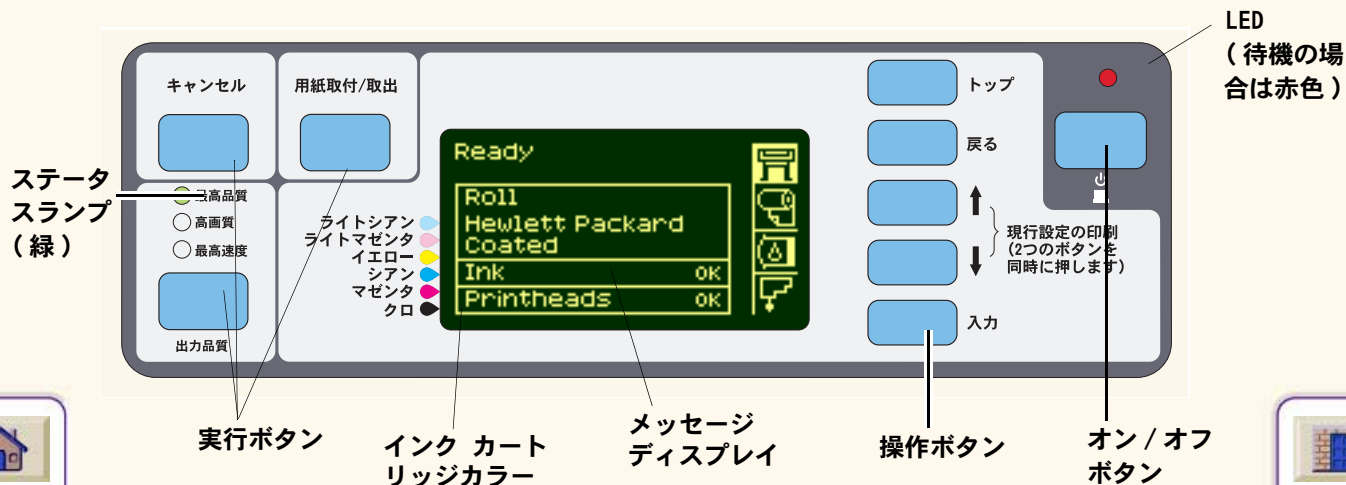 LED
(待機の場
合は赤色)
キャンセル
用紙取付/取出
トップ
戻る
ステータ
スランプ
(緑)
最高品質
高画質
最高速度
出力品質
Ready
Roll
Hewlett Packard
Coated
Ink OK
Printheads OK
ライトシアン
ライトマゼンタ
イエロー
シアン
マゼンタ
クロ
現行設定の印刷
(2つのボタンを
同時に押します)
入力
実行ボタン
インク カート
リッジカラー
メッセージ
ディスプレイ
操作ボタン
オン/オフ
ボタン